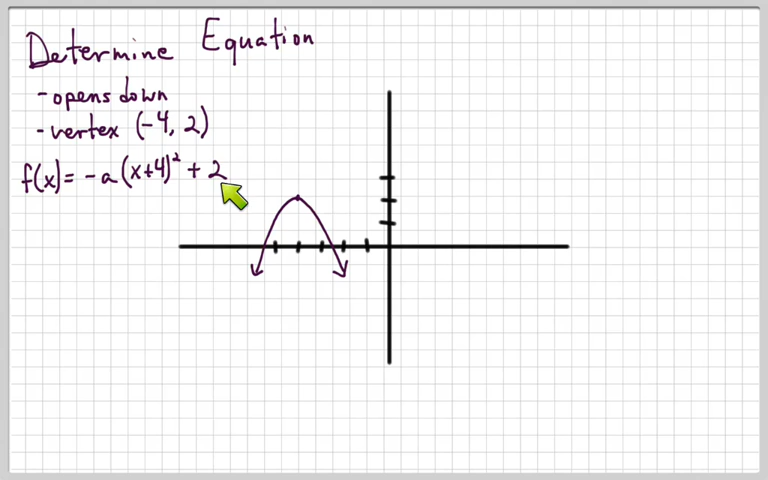 Determine Equation
- opens down
- vertex (-4, 2)
f(x) = -a(x+4)² + 2